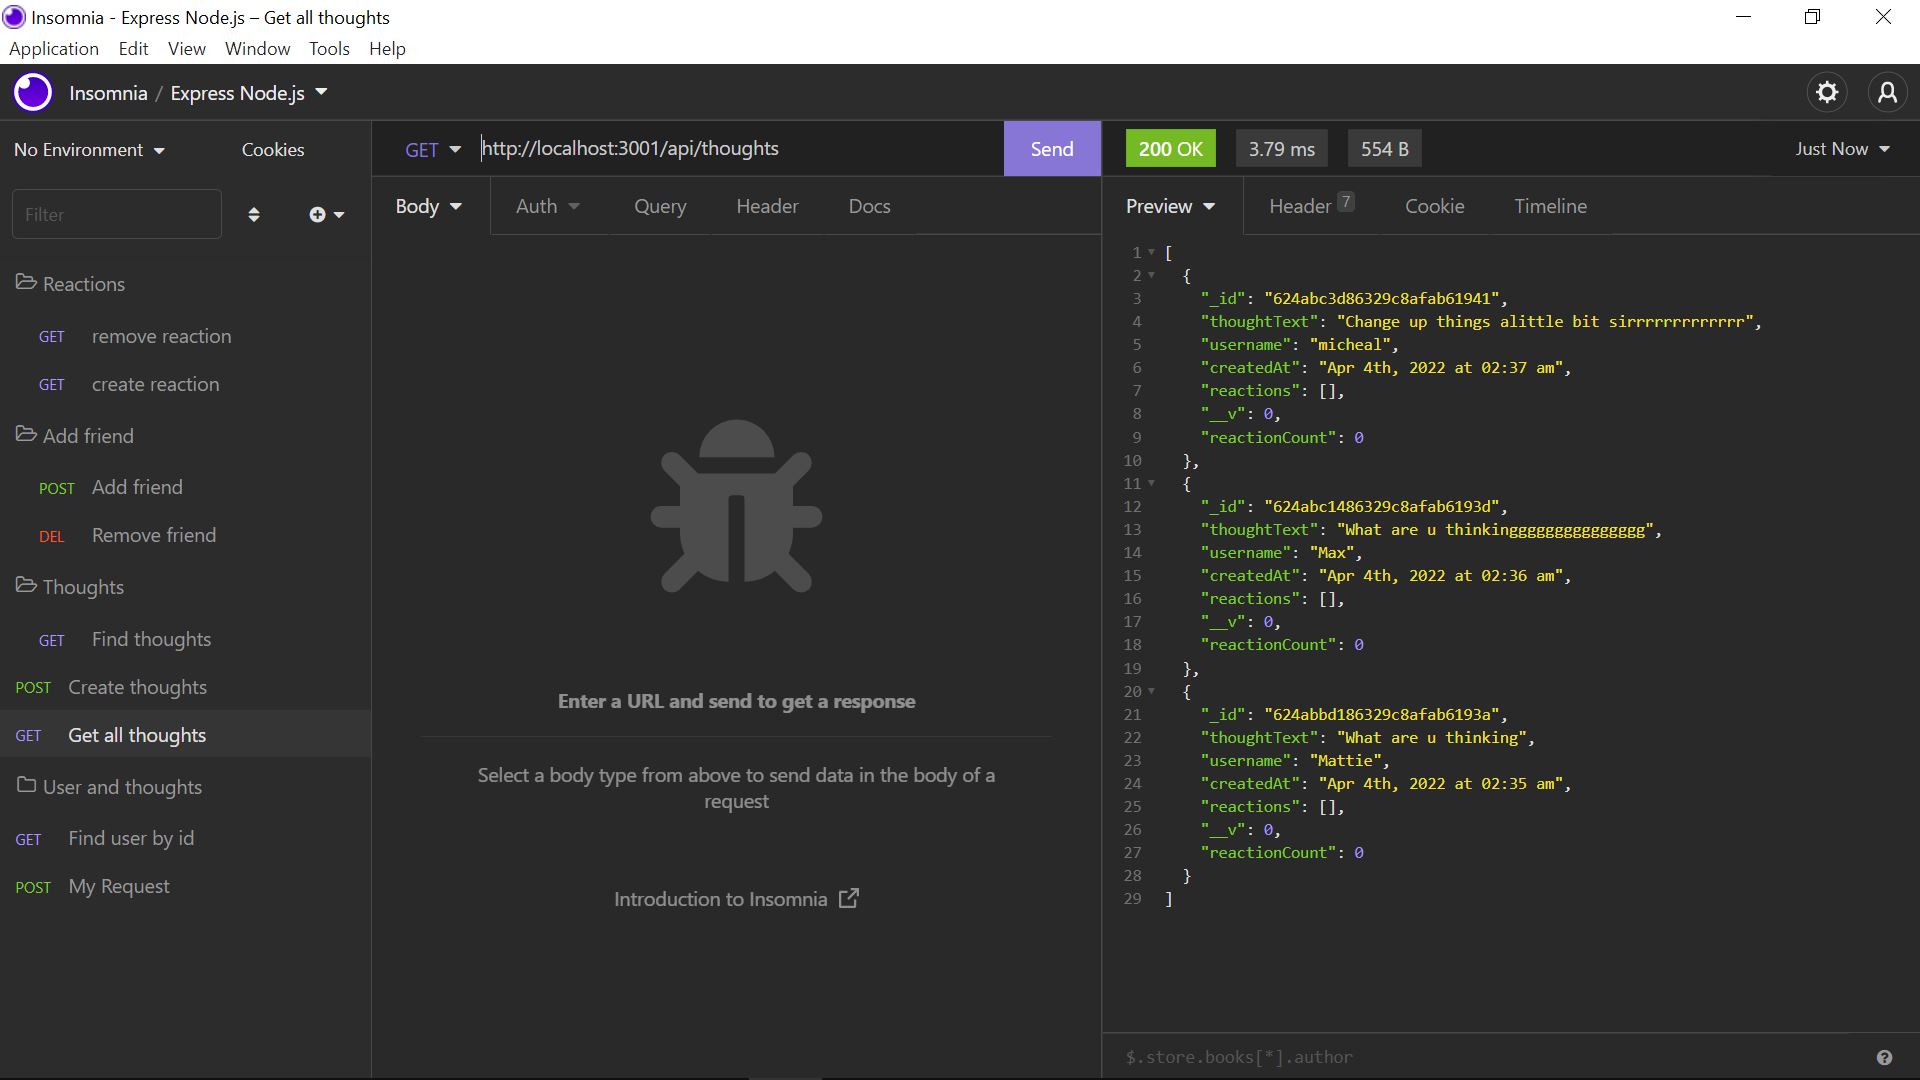 Insomnia - Express Node.js – Get all thoughts
Application Edit View Window Tools Help
Insomnia / Express Node.js
No Environment Cookies
Filter
Reactions
GET remove reaction
GET create reaction
Add friend
POST Add friend
DEL Remove friend
Thoughts
GET Find thoughts
POST Create thoughts
GET Get all thoughts
User and thoughts
GET Find user by id
POST My Request
GET http://localhost:3001/api/thoughts Send
Body Auth Query Header Docs
Enter a URL and send to get a response
Select a body type from above to send data in the body of a
request
Introduction to Insomnia
200 OK 3.79 ms 554 B Just Now
Preview Header 7 Cookie Timeline
1 [
2 {
3 "_id": "624abc3d86329c8afab61941",
4 "thoughtText": "Change up things alittle bit sirrrrrrrrrrrrr",
5 "username": "micheal",
6 "createdAt": "Apr 4th, 2022 at 02:37 am",
7 "reactions": [],
8 "__v": 0,
9 "reactionCount": 0
10 },
11 {
12 "_id": "624abc1486329c8afab6193d",
13 "thoughtText": "What are u thinkinggggggggggggggg",
14 "username": "Max",
15 "createdAt": "Apr 4th, 2022 at 02:36 am",
16 "reactions": [],
17 "__v": 0,
18 "reactionCount": 0
19 },
20 {
21 "_id": "624abbd186329c8afab6193a",
22 "thoughtText": "What are u thinking",
23 "username": "Mattie",
24 "createdAt": "Apr 4th, 2022 at 02:35 am",
25 "reactions": [],
26 "__v": 0,
27 "reactionCount": 0
28 }
29 ]
$.store.books[*].author